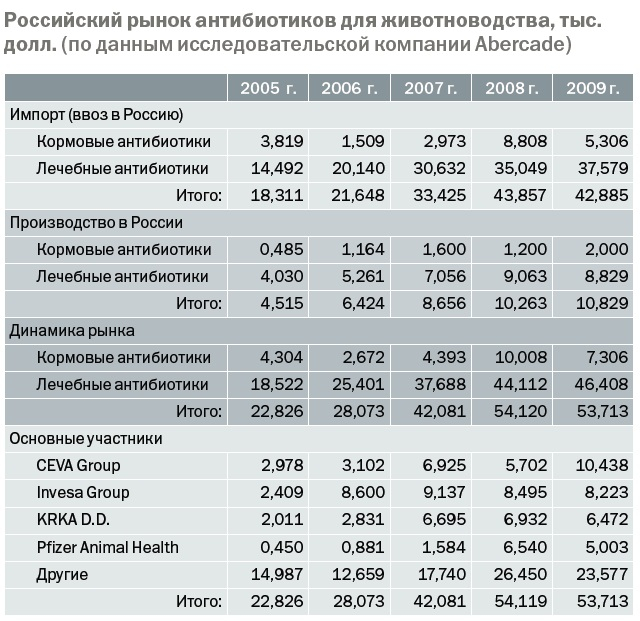 Российский рынок антибиотиков для животноводства, тыс.
долл. (по данным исследовательской компании Abercade)
2005 г. 2006 г. 2007 г. 2008 г. 2009 г.
Импорт (ввоз в Россию)
Кормовые антибиотики 3,819 1,509 2,973 8,808 5,306
Лечебные антибиотики 14,492 20,140 30,632 35,049 37,579
Итого: 18,311 21,648 33,425 43,857 42,885
Производство в России
Кормовые антибиотики 0,485 1,164 1,600 1,200 2,000
Лечебные антибиотики 4,030 5,261 7,056 9,063 8,829
Итого: 4,515 6,424 8,656 10,263 10,829
Динамика рынка
Кормовые антибиотики 4,304 2,672 4,393 10,008 7,306
Лечебные антибиотики 18,522 25,401 37,688 44,112 46,408
Итого: 22,826 28,073 42,081 54,120 53,713
Основные участники
CEVA Group 2,978 3,102 6,925 5,702 10,438
Invesa Group 2,409 8,600 9,137 8,495 8,223
KRKA D.D. 2,011 2,831 6,695 6,932 6,472
Pfizer Animal Health 0,450 0,881 1,584 6,540 5,003
Другие 14,987 12,659 17,740 26,450 23,577
Итого: 22,826 28,073 42,081 54,119 53,713